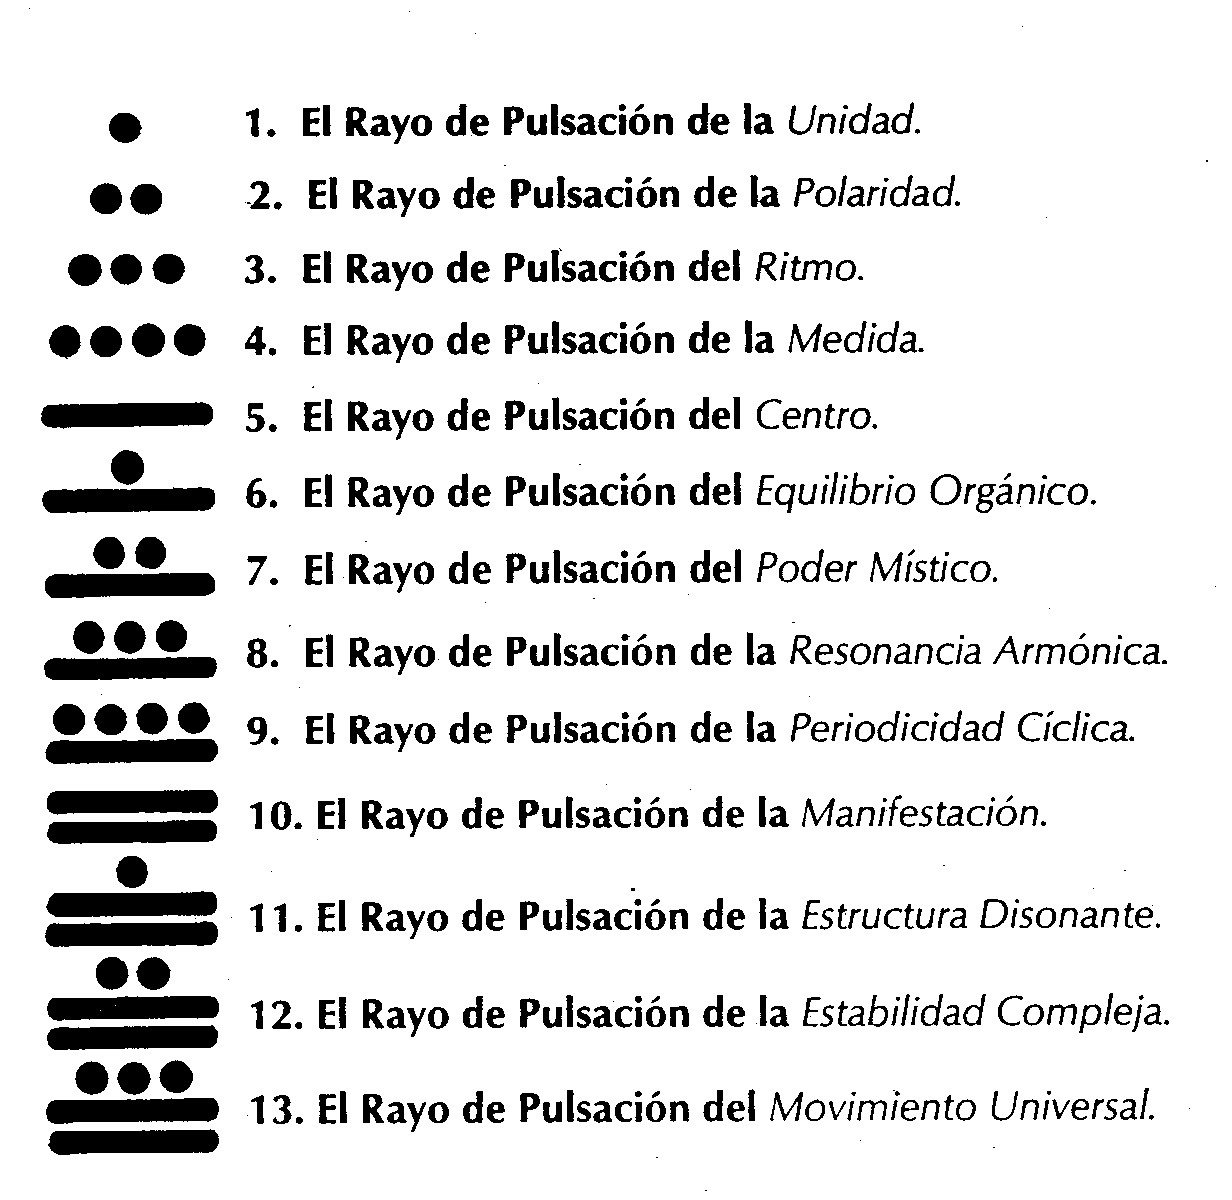 1. El Rayo de Pulsación de la Unidad.
2. El Rayo de Pulsación de la Polaridad.
3. El Rayo de Pulsación del Ritmo.
4. El Rayo de Pulsación de la Medida.
5. El Rayo de Pulsación del Centro.
6. El Rayo de Pulsación del Equilibrio Orgánico.
7. El Rayo de Pulsación del Poder Místico.
8. El Rayo de Pulsación de la Resonancia Armónica.
9. El Rayo de Pulsación de la Periodicidad Cíclica.
10. El Rayo de Pulsación de la Manifestación.
11. El Rayo de Pulsación de la Estructura Disonante.
12. El Rayo de Pulsación de la Estabilidad Compleja.
13. El Rayo de Pulsación del Movimiento Universal.